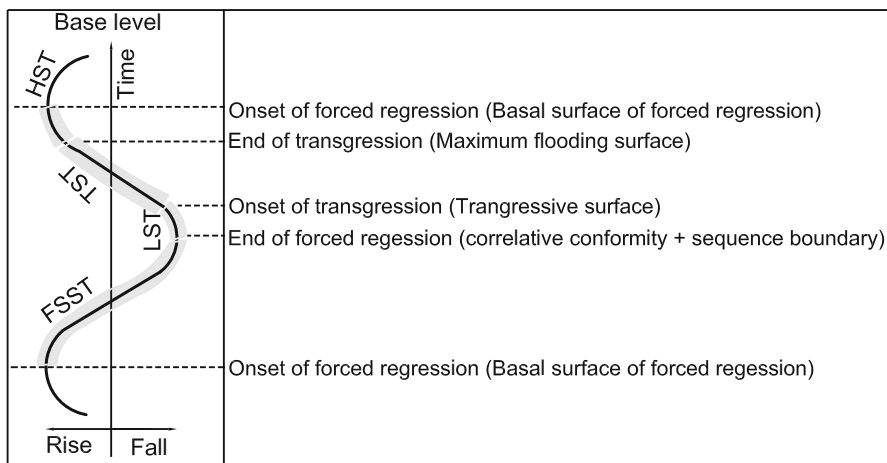 Base level
HST
Time
Onset of forced regression (Basal surface of forced regression)
End of transgression (Maximum flooding surface)
TST
Onset of transgression (Trangressive surface)
LST
End of forced regession (correlative conformity + sequence boundary)
FSST
Onset of forced regression (Basal surface of forced regession)
Rise Fall